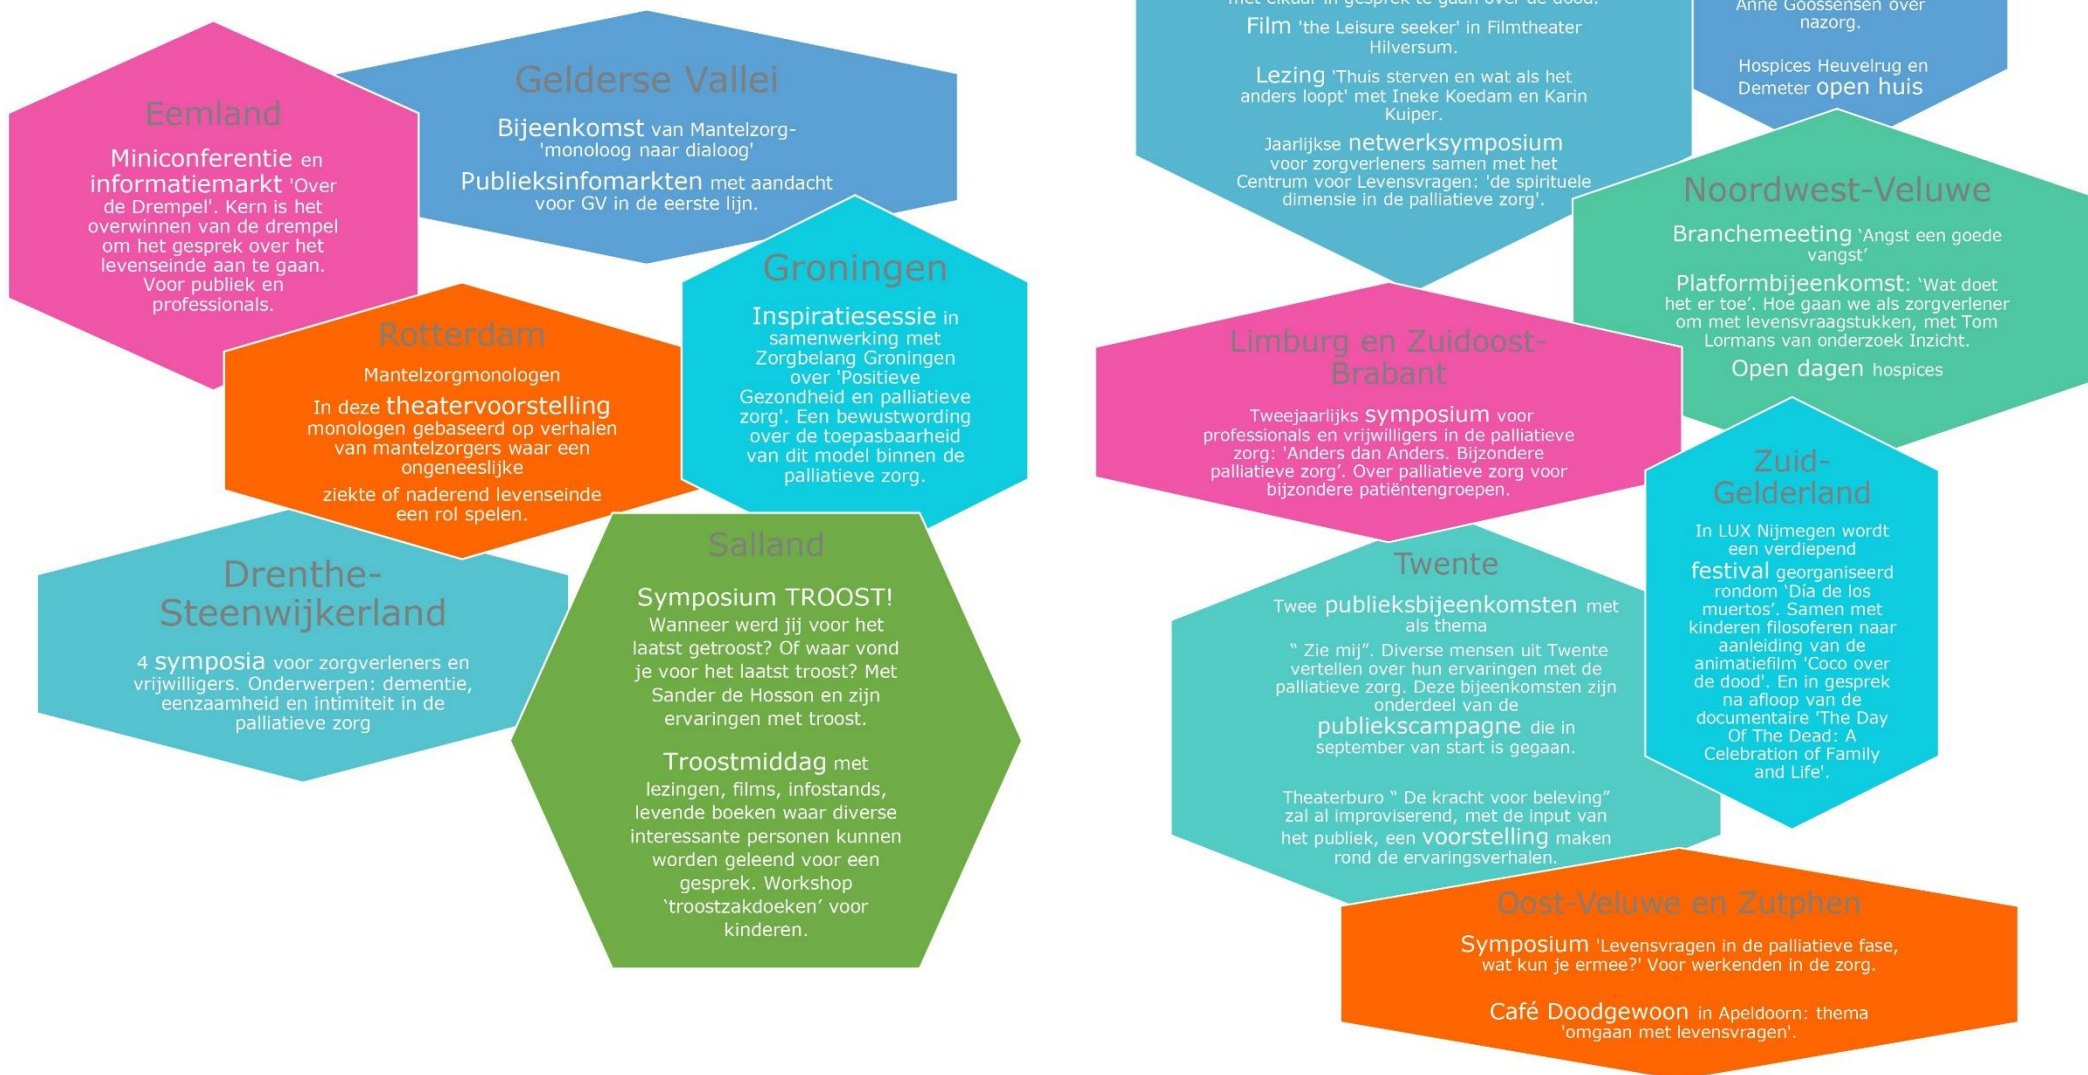 Eemland
Miniconferentie en
informatiemarkt 'Over
de Drempel'. Kern is het
overwinnen van de drempel
om het gesprek over het
levenseinde aan te gaan.
Voor publiek en
professionals.
Gelderse Vallei
Bijeenkomst van Mantelzorg-
'monoloog naar dialoog'
Publieksinfomarkten met aandacht
voor GV in de eerste lijn.
Groningen
Inspiratiesessie in
samenwerking met
Zorgbelang Groningen
over 'Positieve
Gezondheid en palliatieve
zorg'. Een bewustwording
over de toepasbaarheid
van dit model binnen de
palliatieve zorg.
Rotterdam
Mantelzorgmonologen
In deze theatervoorstelling
monologen gebaseerd op verhalen
van mantelzorgers waar een
ongeneeslijke
ziekte of naderend levenseinde
een rol spelen.
Drenthe-
Steenwijkerland
4 symposia voor zorgverleners en
vrijwilligers. Onderwerpen: dementie,
eenzaamheid en intimiteit in de
palliatieve zorg
Salland
Symposium TROOST!
Wanneer werd jij voor het
laatst getroost? Of waar vond
je voor het laatst troost? Met
Sander de Hosson en zijn
ervaringen met troost.
Troostmiddag met
lezingen, films, infostands,
levende boeken waar diverse
interessante personen kunnen
worden geleend voor een
gesprek. Workshop
‘troostzakdoeken’ voor
kinderen.
met elkaar in gesprek te gaan over de dood.
Film 'the Leisure seeker' in Filmtheater
Hilversum.
Lezing 'Thuis sterven en wat als het
anders loopt' met Ineke Koedam en Karin
Kuiper.
Jaarlijkse netwerksymposium
voor zorgverleners samen met het
Centrum voor Levensvragen: 'de spirituele
dimensie in de palliatieve zorg'.
Anne Goossensen over
nazorg.
Hospices Heuvelrug en
Demeter open huis
Noordwest-Veluwe
Branchemeeting ‘Angst een goede
vangst’
Platformbijeenkomst: ‘Wat doet
het er toe’. Hoe gaan we als zorgverlener
om met levensvraagstukken, met Tom
Lormans van onderzoek Inzicht.
Open dagen hospices
Limburg en Zuidoost-
Brabant
Tweejaarlijks symposium voor
professionals en vrijwilligers in de palliatieve
zorg: 'Anders dan Anders. Bijzondere
palliatieve zorg’. Over palliatieve zorg voor
bijzondere patiëntengroepen.
Zuid-
Gelderland
In LUX Nijmegen wordt
een verdiepend
festival georganiseerd
rondom ‘Día de los
muertos’. Samen met
kinderen filosoferen naar
aanleiding van de
animatiefilm 'Coco over
de dood'. En in gesprek
na afloop van de
documentaire 'The Day
Of The Dead: A
Celebration of Family
and Life'.
Twente
Twee publieksbijeenkomsten met
als thema
“ Zie mij”. Diverse mensen uit Twente
vertellen over hun ervaringen met de
palliatieve zorg. Deze bijeenkomsten zijn
onderdeel van de
publiekscampagne die in
september van start is gegaan.
Theaterburo “ De kracht voor beleving”
zal al improviserend, met de input van
het publiek, een voorstelling maken
rond de ervaringsverhalen.
Oost-Veluwe en Zutphen
Symposium 'Levensvragen in de palliatieve fase,
wat kun je ermee?' Voor werkenden in de zorg.
Café Doodgewoon in Apeldoorn: thema
'omgaan met levensvragen'.